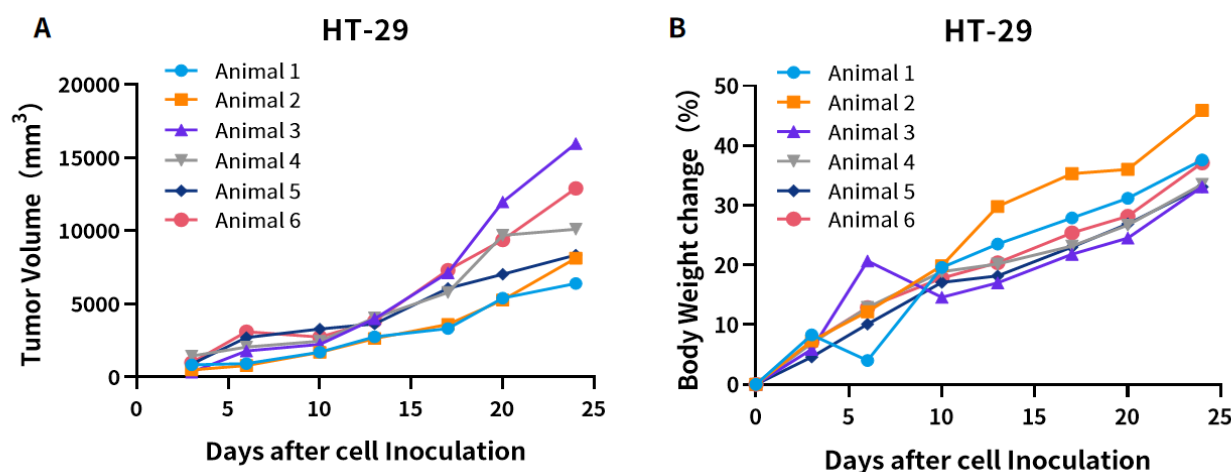 A
HT-29
Animal 1
Animal 2
Animal 3
Animal 4
Animal 5
Animal 6
20000
15000
10000
5000
0
0 5 10 15 20 25
Tumor Volume (mm³)
Days after cell Inoculation
B
HT-29
Animal 1
Animal 2
Animal 3
Animal 4
Animal 5
Animal 6
50
40
30
20
10
0
0 5 10 15 20 25
Body Weight change (%)
Days after cell Inoculation